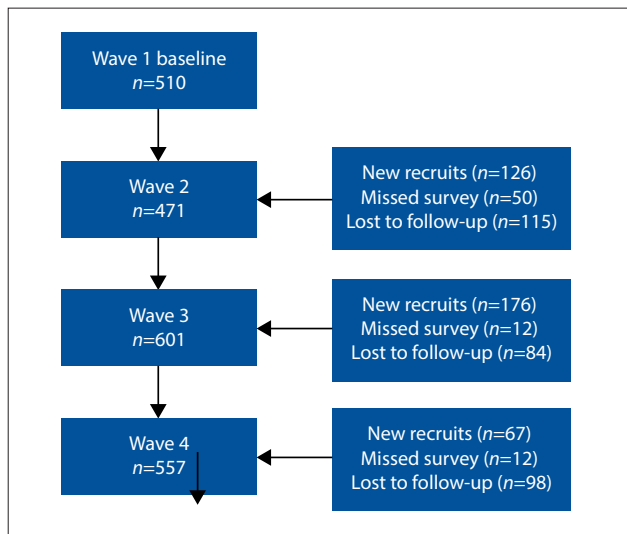 Wave 1 baseline
n=510
Wave 2
n=471
New recruits (n=126)
Missed survey (n=50)
Lost to follow-up (n=115)
Wave 3
n=601
New recruits (n=176)
Missed survey (n=12)
Lost to follow-up (n=84)
Wave 4
n=557
New recruits (n=67)
Missed survey (n=12)
Lost to follow-up (n=98)